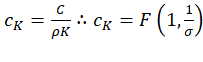 c_K = C/ρK ∴ c_K = F (1, 1/σ)